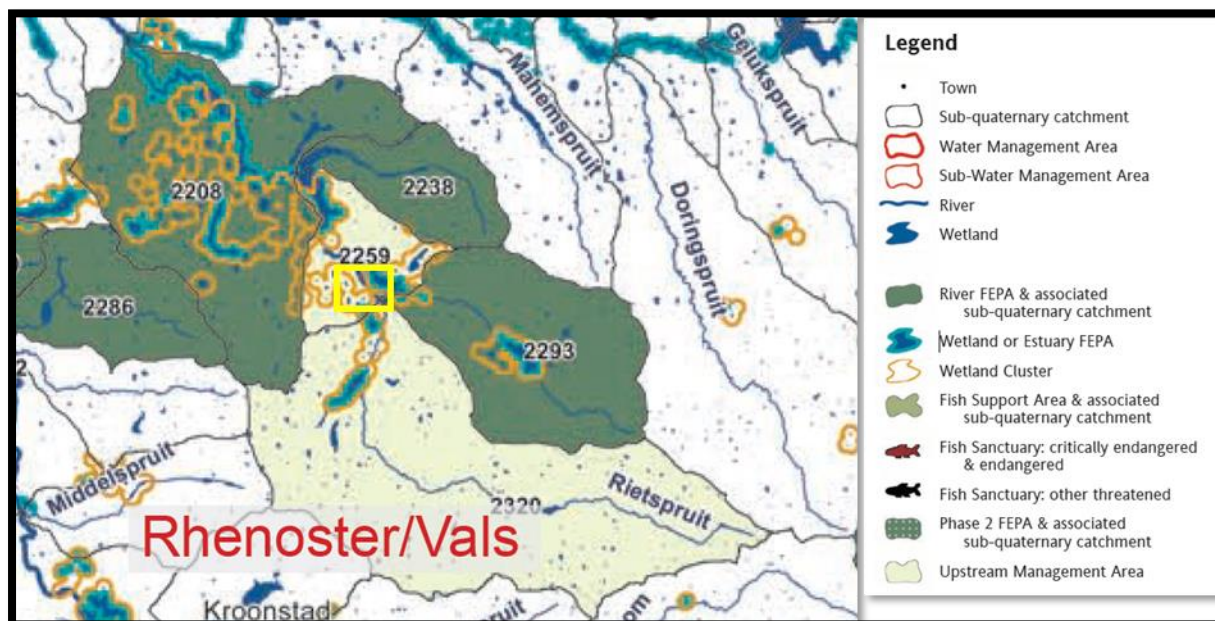 Mahemspruit
Gelukspruit
2238
2208
Doringspruit
2259
2286
2293
Middelspruit
2320
Rietspruit
Rhenoster/Vals
Kroonstad
Legend
Town
Sub-quaternary catchment
Water Management Area
Sub-Water Management Area
River
Wetland
River FEPA & associated
sub-quaternary catchment
Wetland or Estuary FEPA
Wetland Cluster
Fish Support Area & associated
sub-quaternary catchment
Fish Sanctuary: critically endangered
& endangered
Fish Sanctuary: other threatened
Phase 2 FEPA & associated
sub-quaternary catchment
Upstream Management Area